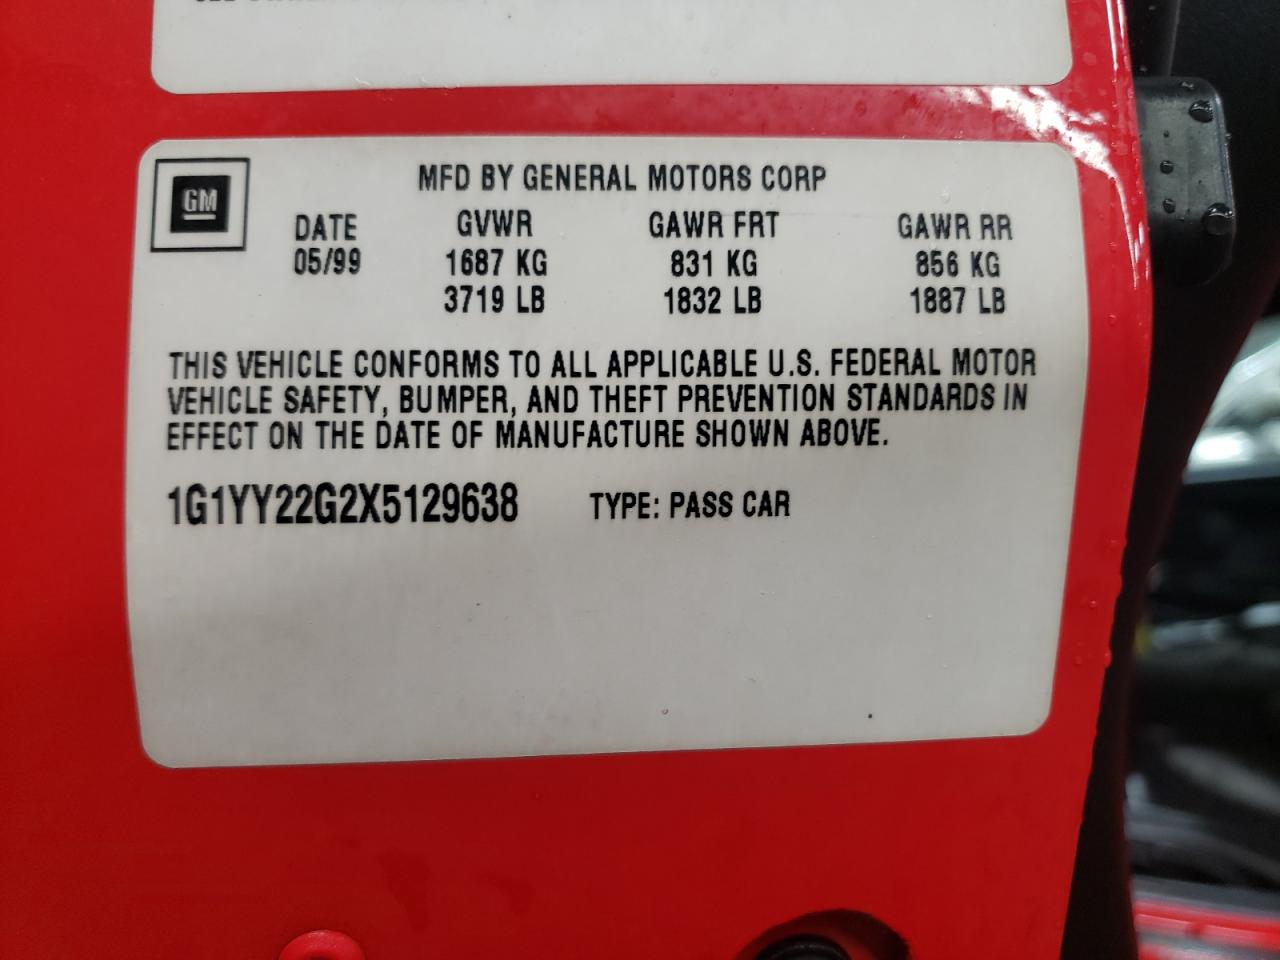 GM
MFD BY GENERAL MOTORS CORP
DATE GVWR GAWR FRT GAWR RR
05/99 1687 KG 831 KG 856 KG
3719 LB 1832 LB 1887 LB
THIS VEHICLE CONFORMS TO ALL APPLICABLE U.S. FEDERAL MOTOR
VEHICLE SAFETY, BUMPER, AND THEFT PREVENTION STANDARDS IN
EFFECT ON THE DATE OF MANUFACTURE SHOWN ABOVE.
1G1YY22G2X5129638 TYPE: PASS CAR